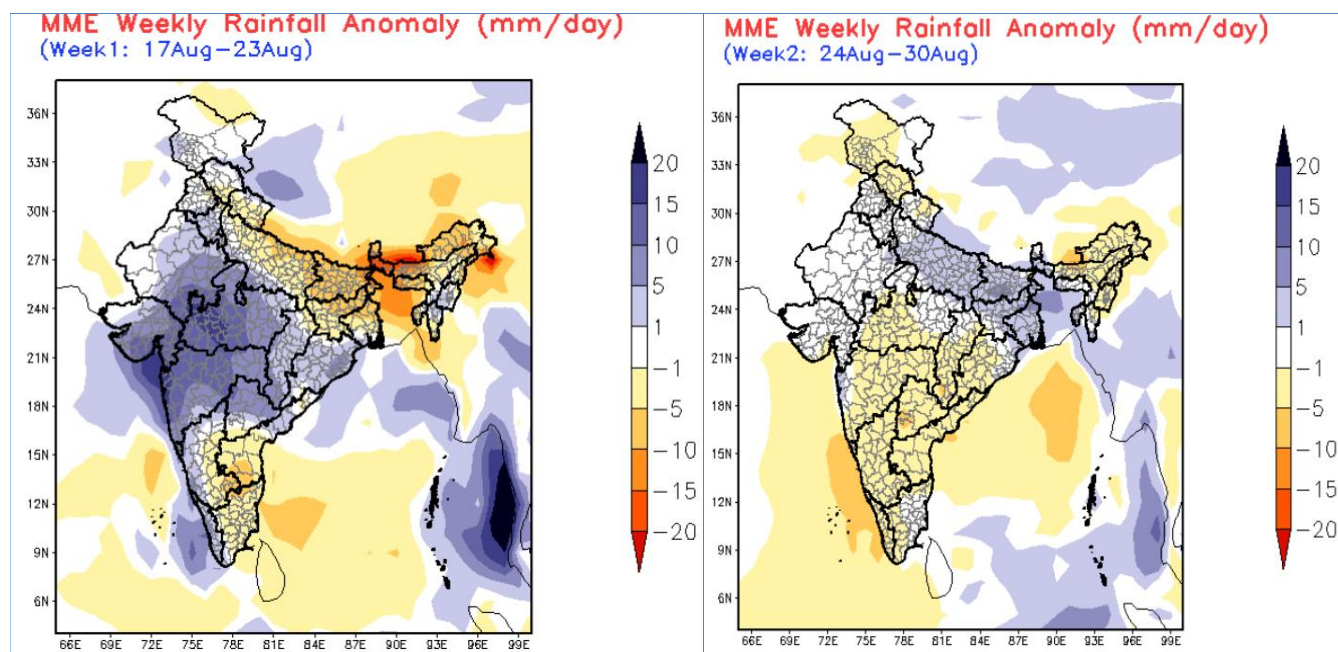 MME Weekly Rainfall Anomaly (mm/day)
(Week1: 17Aug-23Aug)
36N
33N
30N
27N
24N
21N
18N
15N
12N
9N
6N
66E 69E 72E 75E 78E 81E 84E 87E 90E 93E 96E 99E
20
15
10
5
1
-1
-5
-10
-15
-20
MME Weekly Rainfall Anomaly (mm/day)
(Week2: 24Aug-30Aug)
36N
33N
30N
27N
24N
21N
18N
15N
12N
9N
6N
66E 69E 72E 75E 78E 81E 84E 87E 90E 93E 96E 99E
20
15
10
5
1
-1
-5
-10
-15
-20